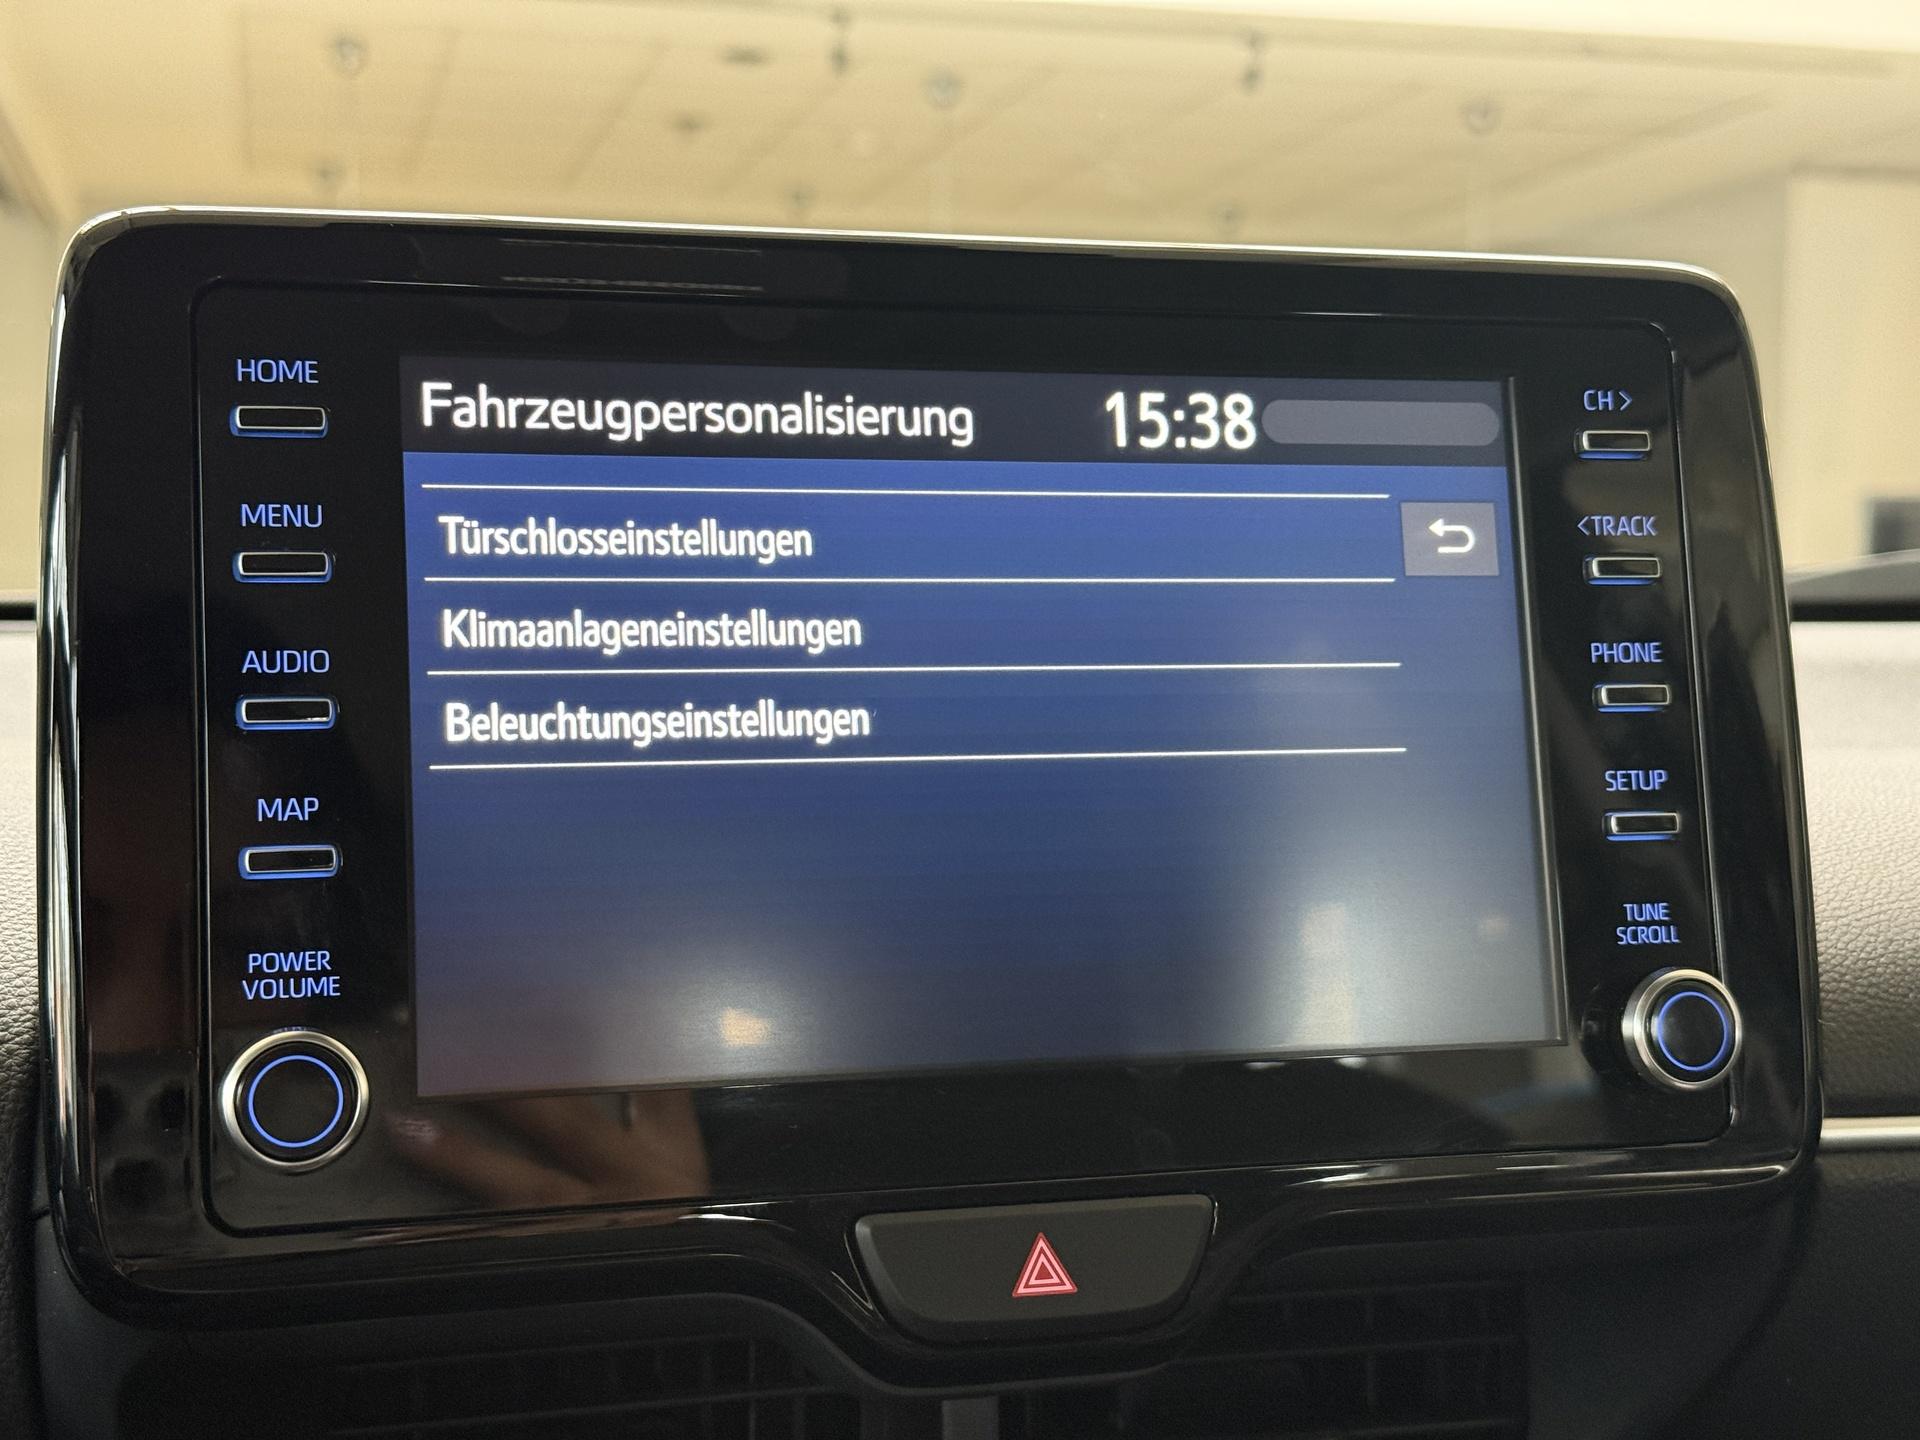 HOME
MENU
AUDIO
MAP
POWER
VOLUME
Fahrzeugpersonalisierung 15:38
Türschlosseinstellungen
Klimaanlageneinstellungen
Beleuchtungseinstellungen
CH >
<TRACK
PHONE
SETUP
TUNE
SCROLL